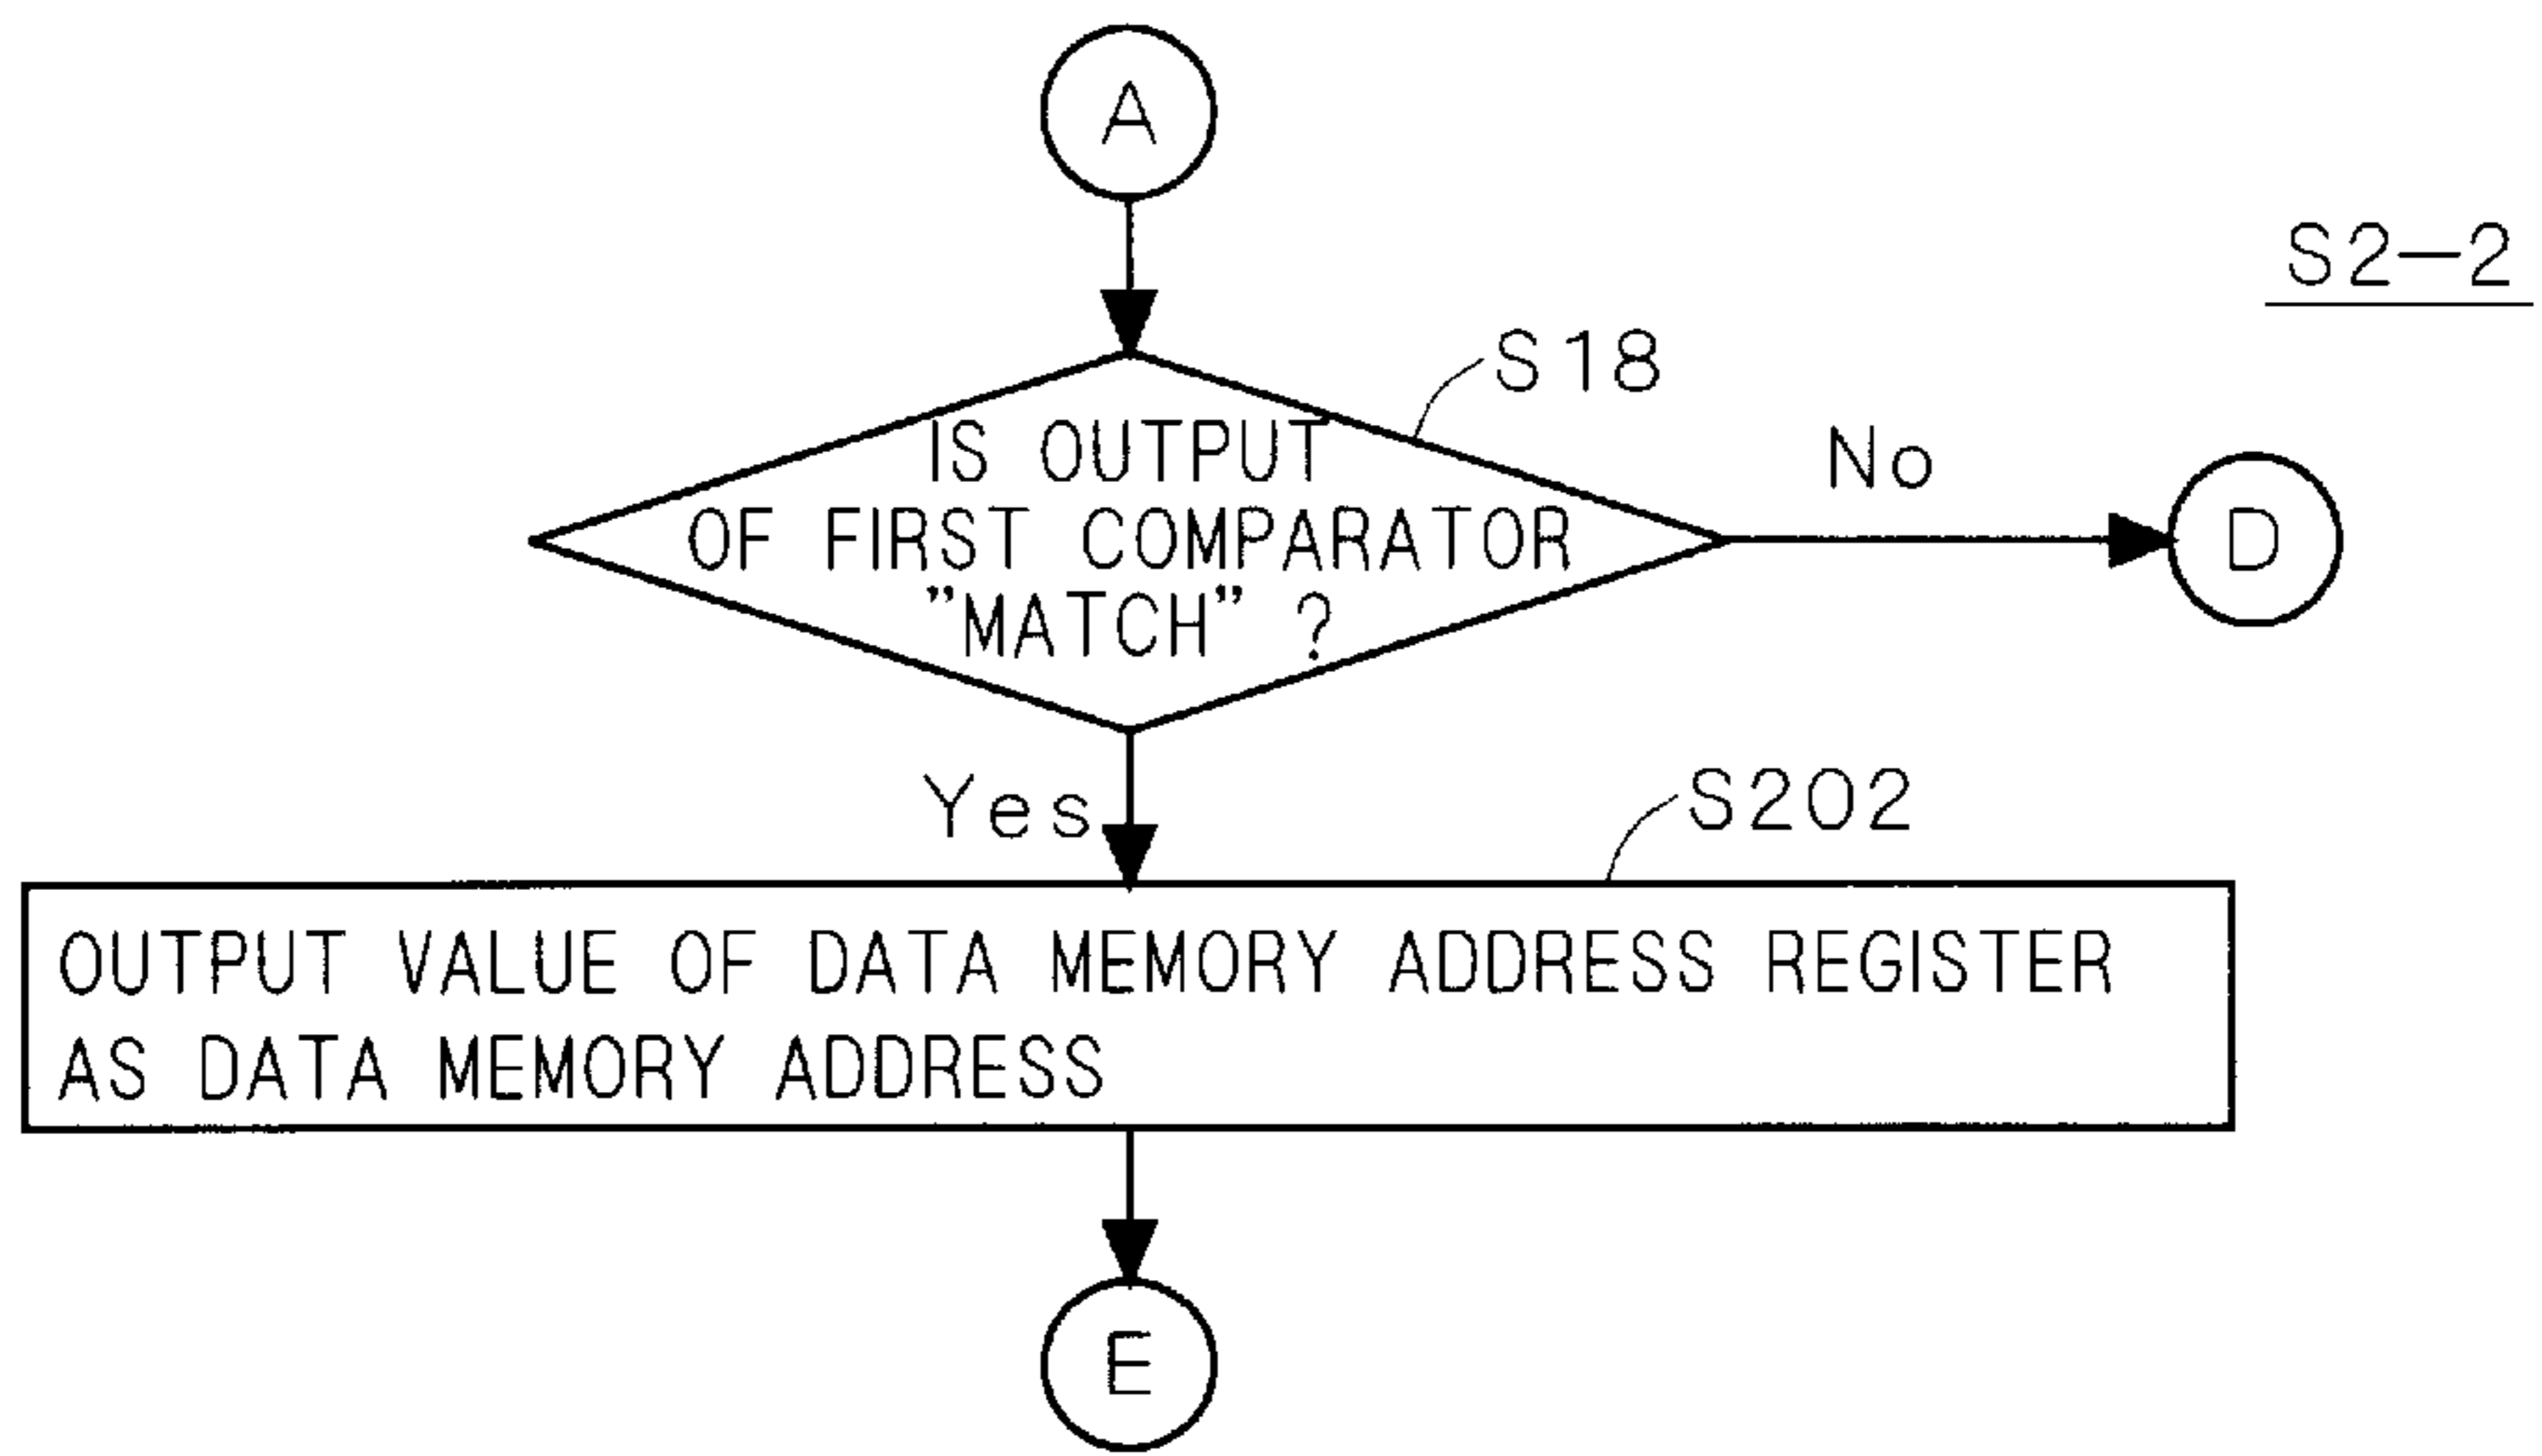 A
S2-2
S18
IS OUTPUT
OF FIRST COMPARATOR
"MATCH" ?
No
D
Yes
S202
OUTPUT VALUE OF DATA MEMORY ADDRESS REGISTER
AS DATA MEMORY ADDRESS
E